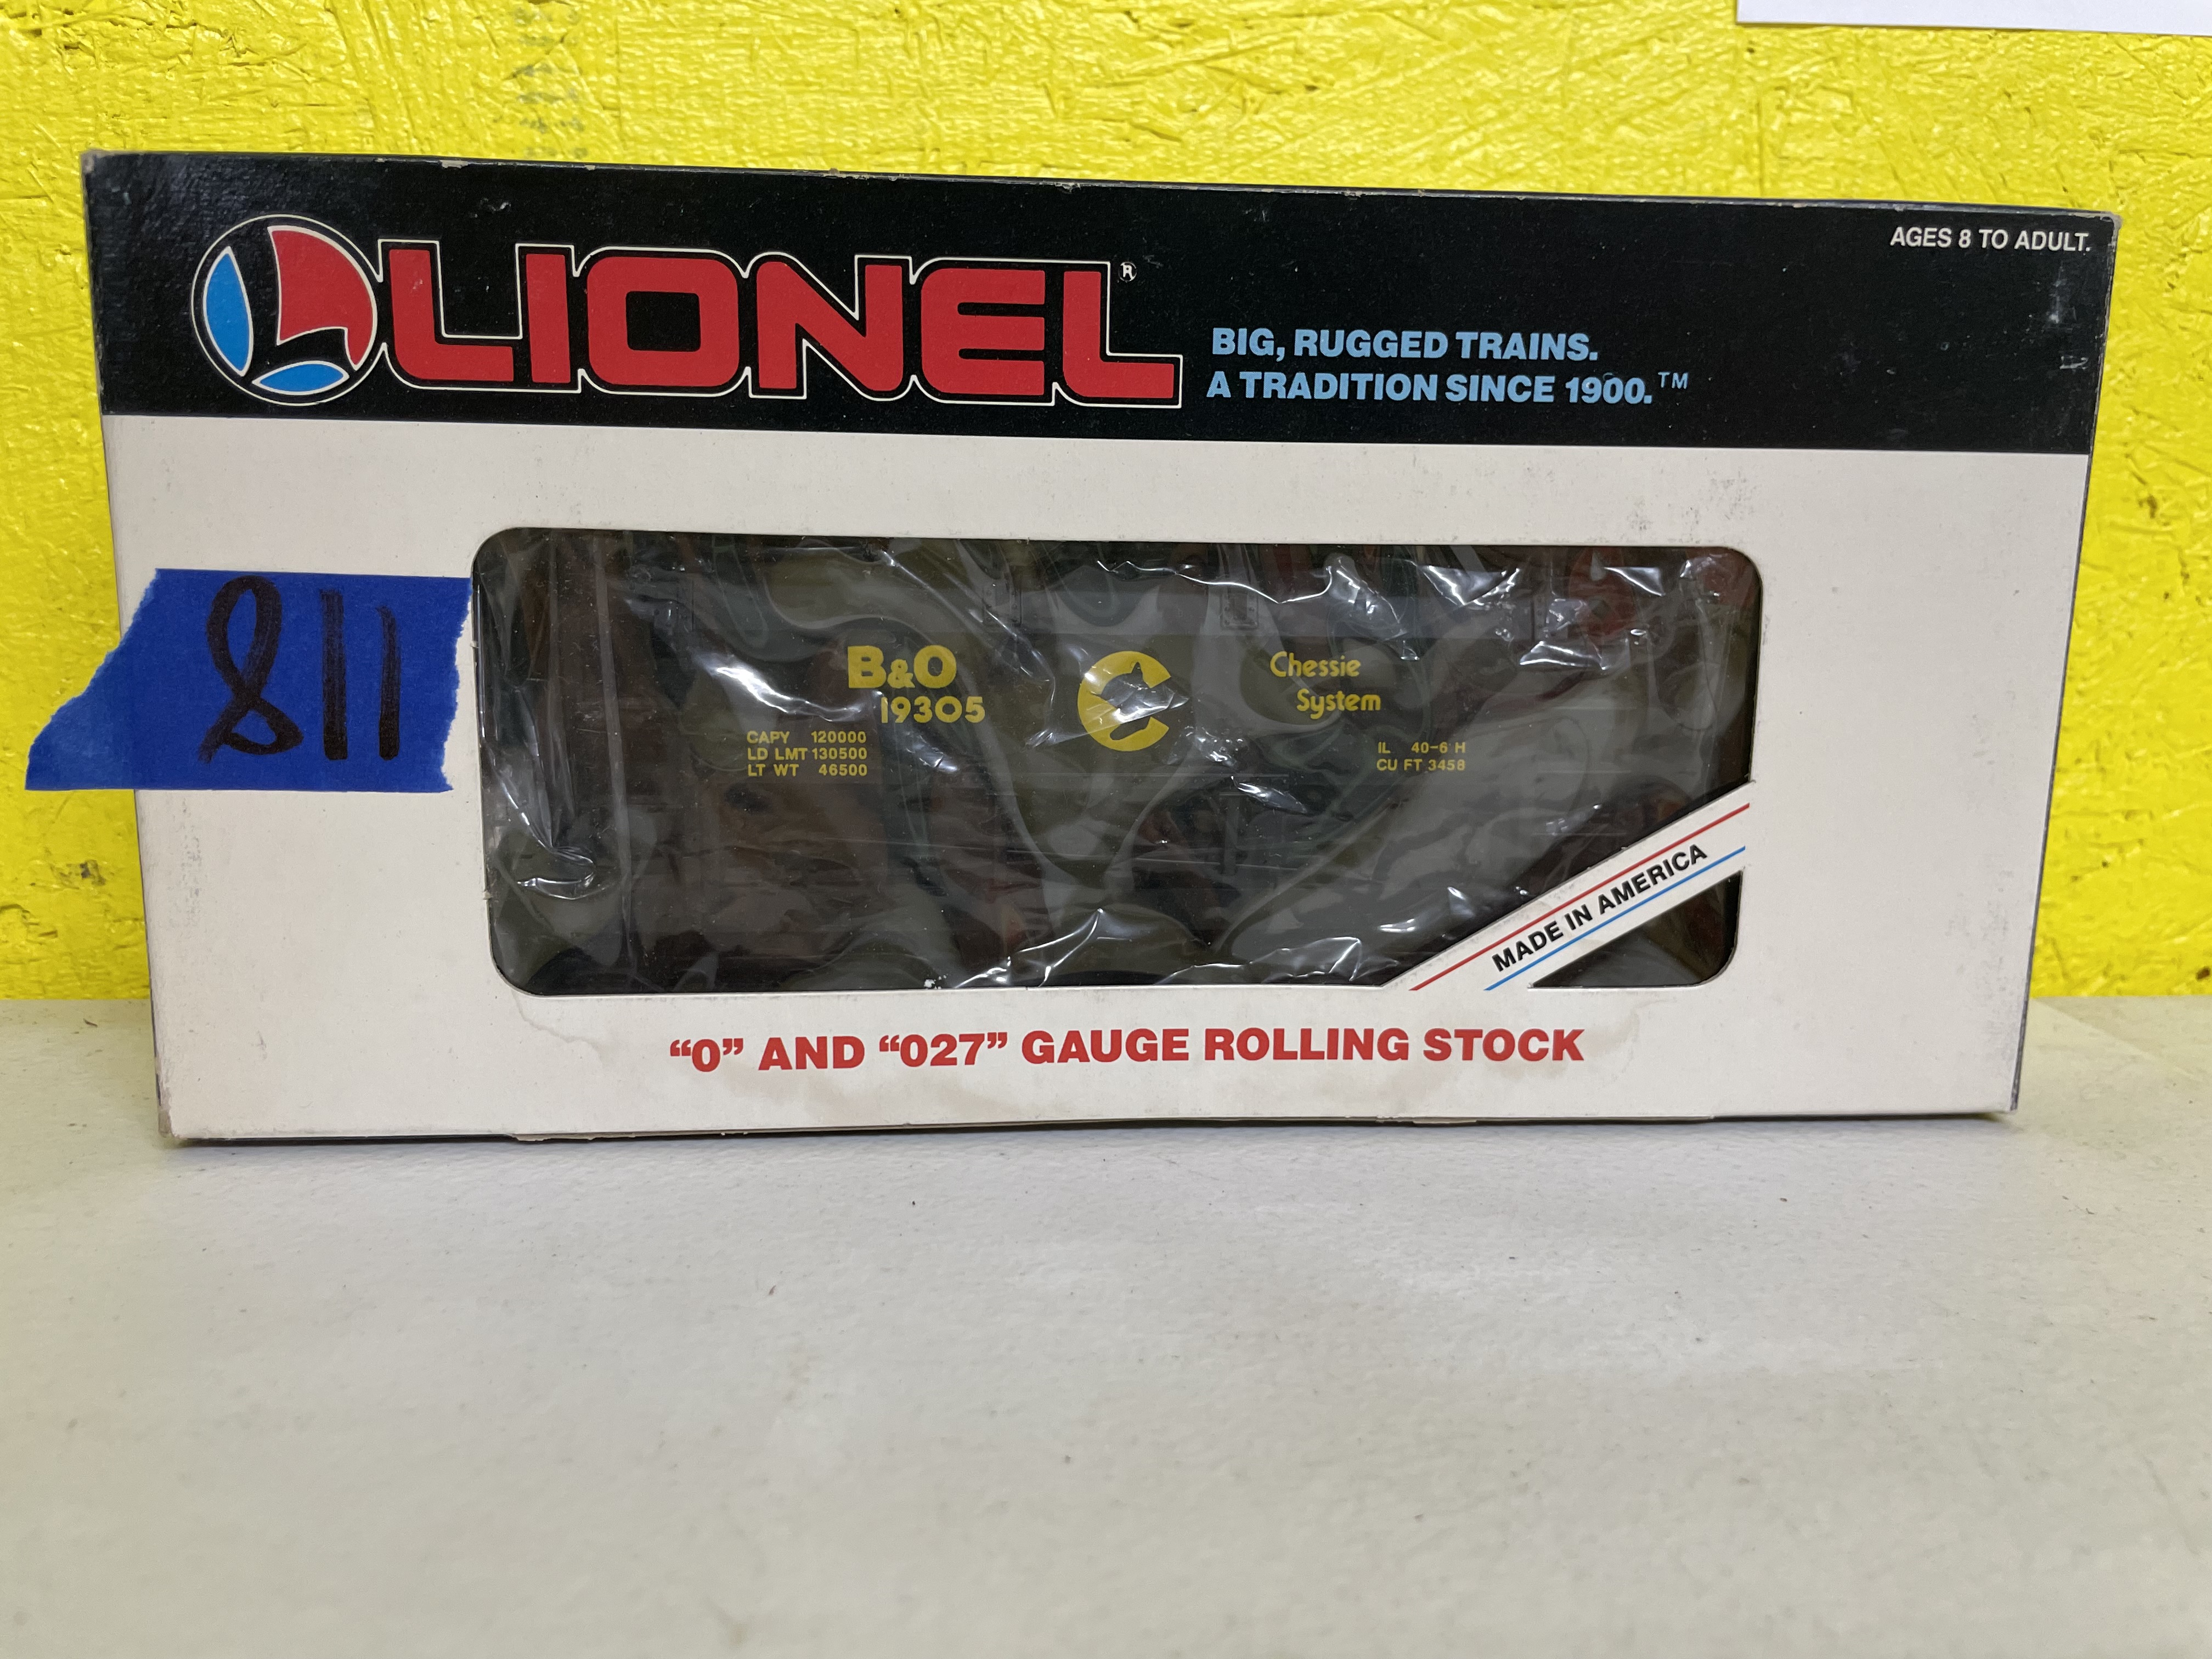 LIONEL®
AGES 8 TO ADULT.
BIG, RUGGED TRAINS.
A TRADITION SINCE 1900.™
811
B&O
19305
CAPY 120000
LD LMT 130500
LT WT 46500
Chessie
System
IL 40-6 H
CU FT 3458
MADE IN AMERICA
"O" AND "027" GAUGE ROLLING STOCK